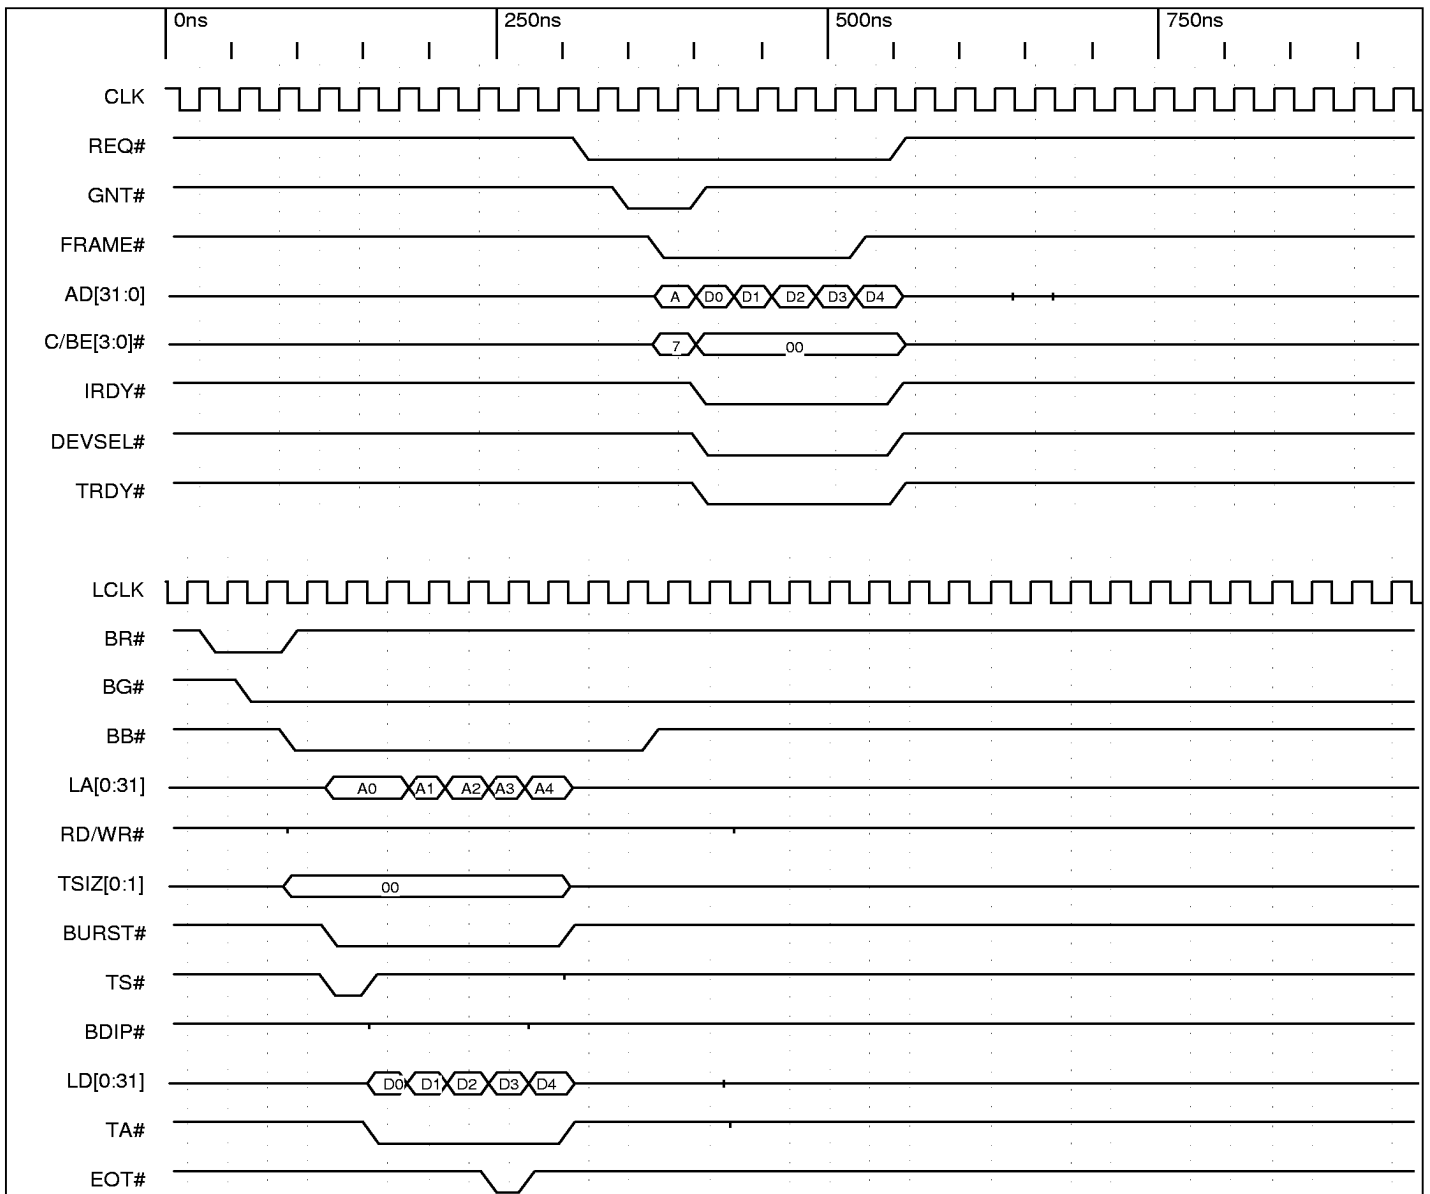 0ns 250ns 500ns 750ns
CLK
REQ#
GNT#
FRAME#
AD[31:0] A D0 D1 D2 D3 D4
C/BE[3:0]# 7 00
IRDY#
DEVSEL#
TRDY#
LCLK
BR#
BG#
BB#
LA[0:31] A0 A1 A2 A3 A4
RD/WR#
TSIZ[0:1] 00
BURST#
TS#
BDIP#
LD[0:31] D0 D1 D2 D3 D4
TA#
EOT#